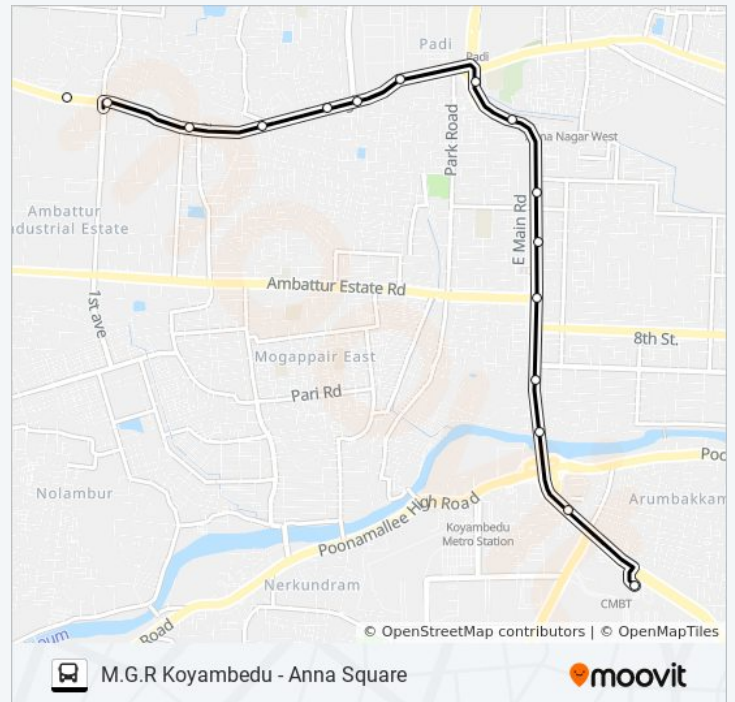 Padi
Padi
Park Road
Anna Nagar West
Ambattur
Industrial Estate
E Main Rd
Ambattur Estate Rd
1st ave
8th St.
Mogappair East
Pari Rd
Nolambur
Poonamallee High Road
Arumbakkam
Koyambedu
Metro Station
Nerkundram
CMBT
Road
© OpenStreetMap contributors | © OpenMapTiles
M.G.R Koyambedu - Anna Square
moovit